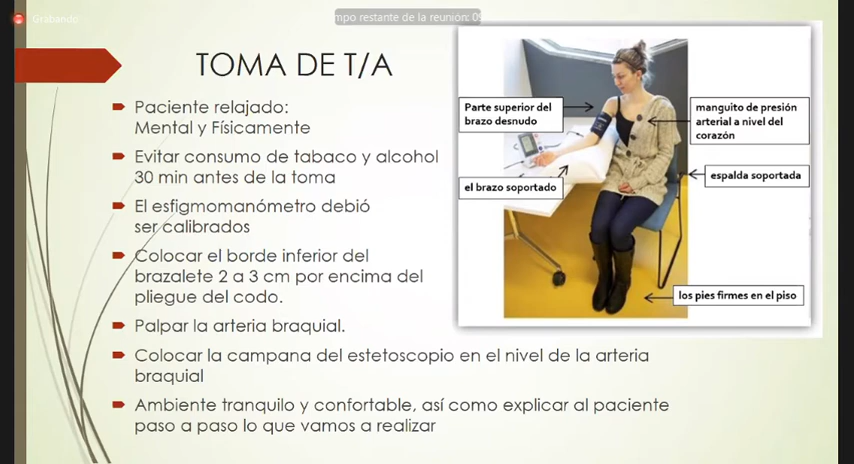 Grabando
mpo restante de la reunión: 09
TOMA DE T/A
Paciente relajado:
Mental y Físicamente
Evitar consumo de tabaco y alcohol
30 min antes de la toma
El esfigmomanómetro debió
ser calibrados
Colocar el borde inferior del
brazalete 2 a 3 cm por encima del
pliegue del codo.
Palpar la arteria braquial.
Colocar la campana del estetoscopio en el nivel de la arteria
braquial
Ambiente tranquilo y confortable, así como explicar al paciente
paso a paso lo que vamos a realizar
Parte superior del
brazo desnudo
manguito de presión
arterial a nivel del
corazón
el brazo soportado
espalda soportada
los pies firmes en el piso